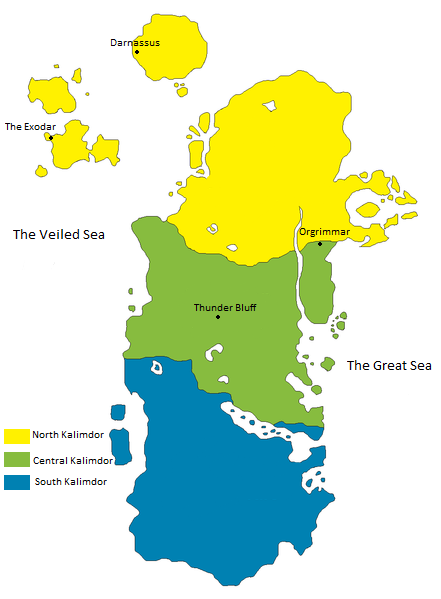 Darnassus
The Exodar
Orgrimmar
The Veiled Sea
Thunder Bluff
The Great Sea
North Kalimdor
Central Kalimdor
South Kalimdor